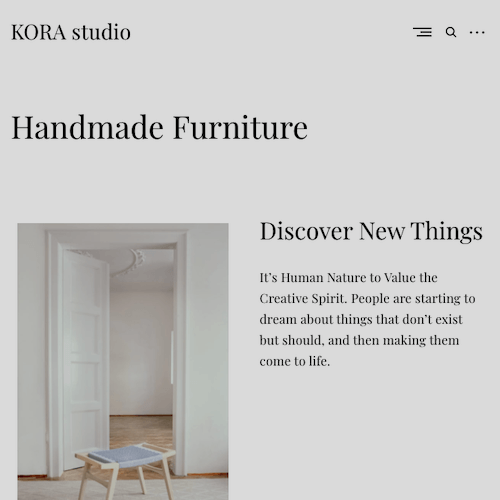 KORA studio
Handmade Furniture
Discover New Things
It’s Human Nature to Value the
Creative Spirit. People are starting to
dream about things that don’t exist
but should, and then making them
come to life.